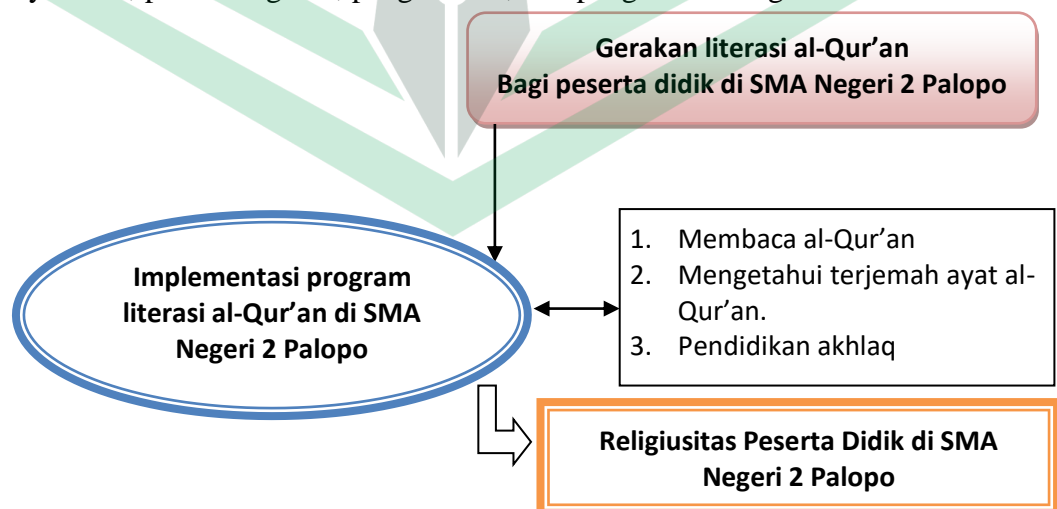 Gerakan literasi al-Qur’an
Bagi peserta didik di SMA Negeri 2 Palopo
Implementasi program
literasi al-Qur’an di SMA
Negeri 2 Palopo
1. Membaca al-Qur’an
2. Mengetahui terjemah ayat al-
Qur’an.
3. Pendidikan akhlaq
Religiusitas Peserta Didik di SMA
Negeri 2 Palopo